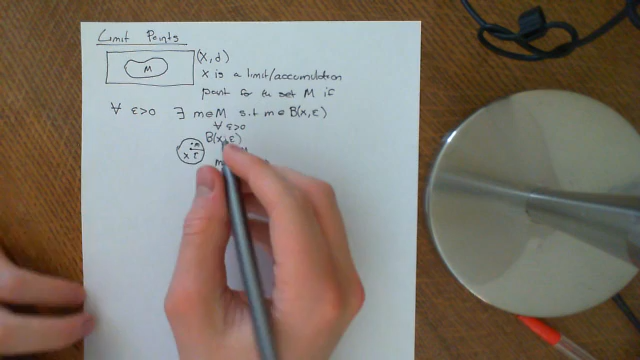 Limit Points
(X, d)
M
x is a limit/accumulation
point for the set M if
∀ ε>0 ∃ m∈M s.t m∈B(x,ε)
∀ ε>0
B(x,ε)
m
x ε